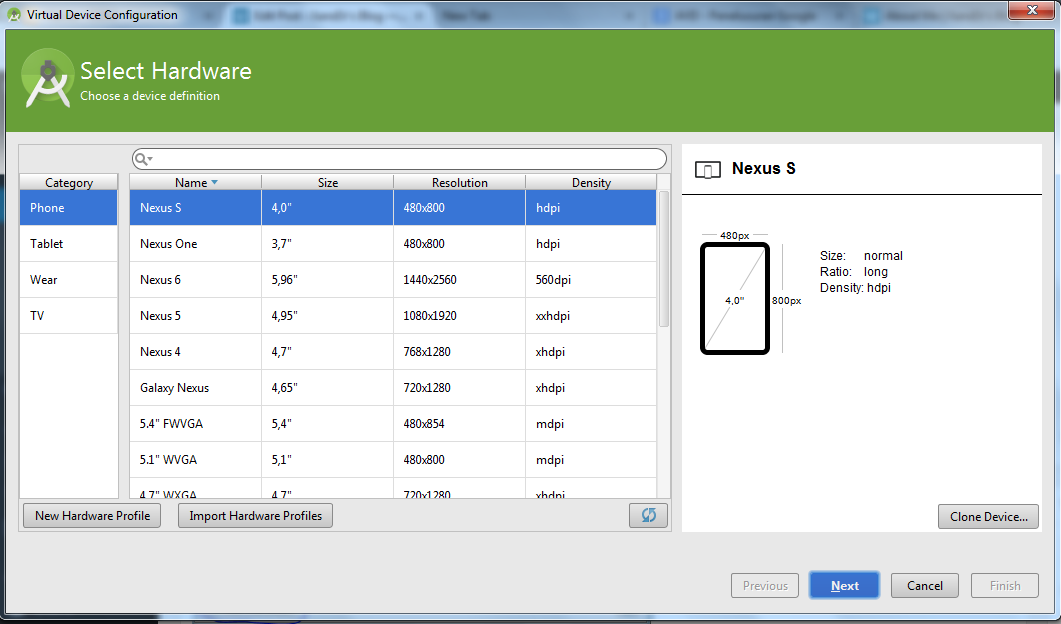 Virtual Device Configuration
New Tab
Select Hardware
Choose a device definition
Category
Phone
Tablet
Wear
TV
Name Size Resolution Density
Nexus S 4,0" 480x800 hdpi
Nexus One 3,7" 480x800 hdpi
Nexus 6 5,96" 1440x2560 560dpi
Nexus 5 4,95" 1080x1920 xxhdpi
Nexus 4 4,7" 768x1280 xhdpi
Galaxy Nexus 4,65" 720x1280 xhdpi
5.4" FWVGA 5,4" 480x854 mdpi
5.1" WVGA 5,1" 480x800 mdpi
4.7" WXGA 4,7" 720x1280 xhdpi
New Hardware Profile
Import Hardware Profiles
Nexus S
480px
4,0"
800px
Size: normal
Ratio: long
Density: hdpi
Clone Device...
Previous Next Cancel Finish